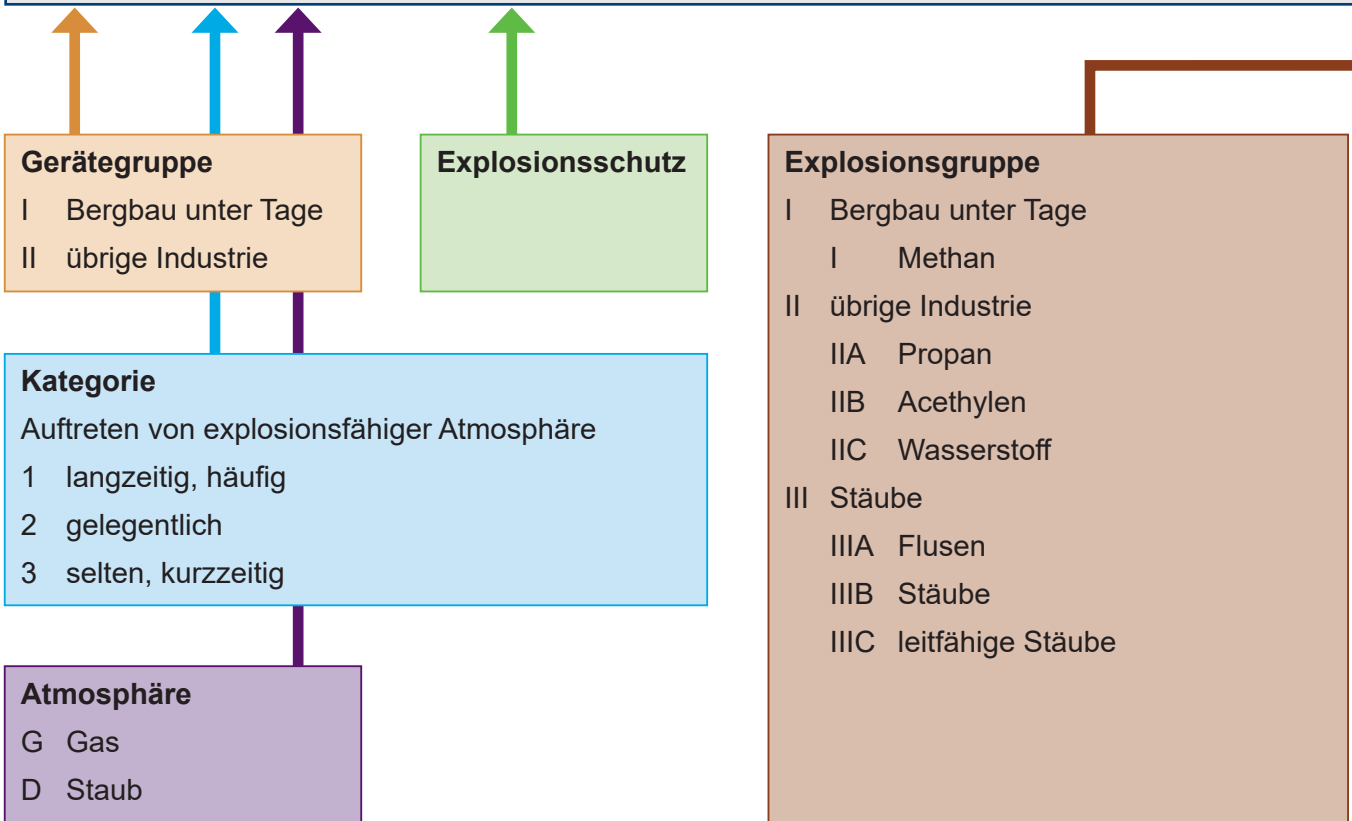 Gerätegruppe
I Bergbau unter Tage
II übrige Industrie
Explosionsschutz
Kategorie
Auftreten von explosionsfähiger Atmosphäre
1 langzeitig, häufig
2 gelegentlich
3 selten, kurzzeitig
Atmosphäre
G Gas
D Staub
Explosionsgruppe
I Bergbau unter Tage
I Methan
II übrige Industrie
IIA Propan
IIB Acethylen
IIC Wasserstoff
III Stäube
IIIA Flusen
IIIB Stäube
IIIC leitfähige Stäube